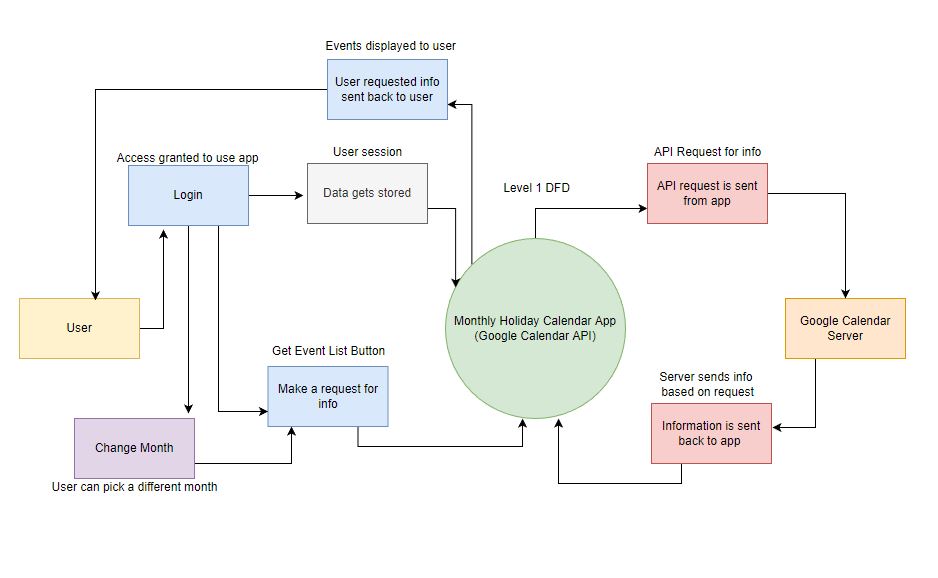 Events displayed to user
User requested info
sent back to user
Access granted to use app
Login
User session
Data gets stored
Level 1 DFD
API Request for info
API request is sent
from app
User
Monthly Holiday Calendar App
(Google Calendar API)
Google Calendar
Server
Get Event List Button
Make a request for
info
Server sends info
based on request
Information is sent
back to app
Change Month
User can pick a different month